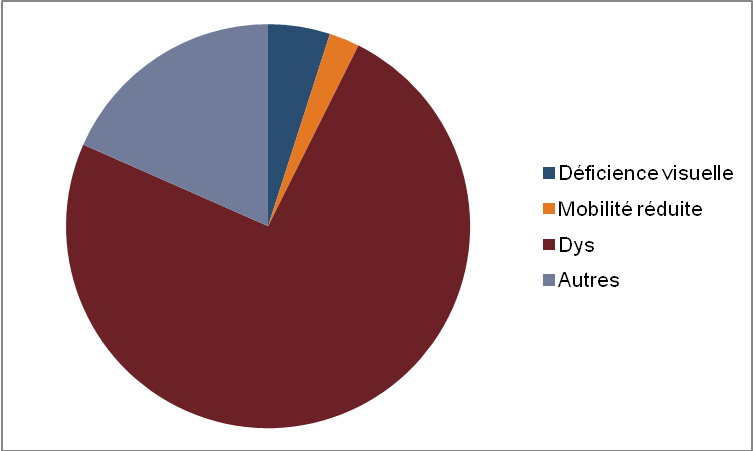 Déficience visuelle
Mobilité réduite
Dys
Autres